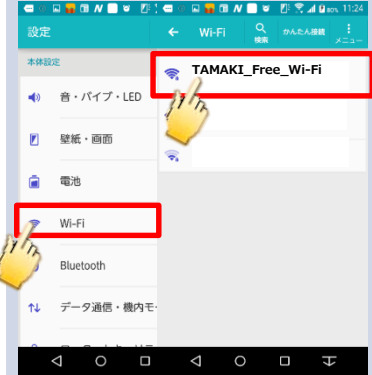 80% 11:24
設定
← Wi-Fi 検索 かんたん接続 メニュー
本体設定
音・バイブ・LED
壁紙・画面
電池
Wi-Fi
Bluetooth
データ通信・機内モ
TAMAKI_Free_Wi-Fi